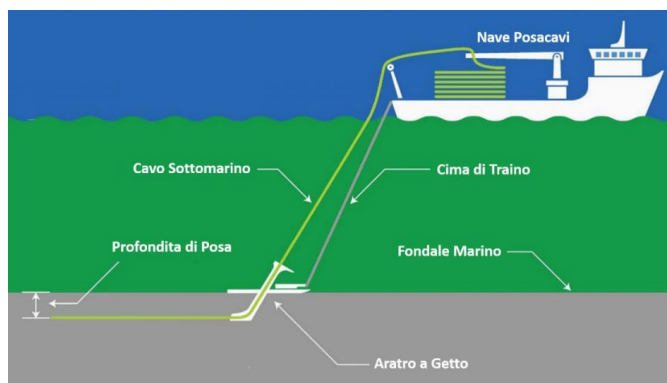 Nave Posacavi
Cavo Sottomarino
Cima di Traino
Profondita di Posa
Fondale Marino
Aratro a Getto